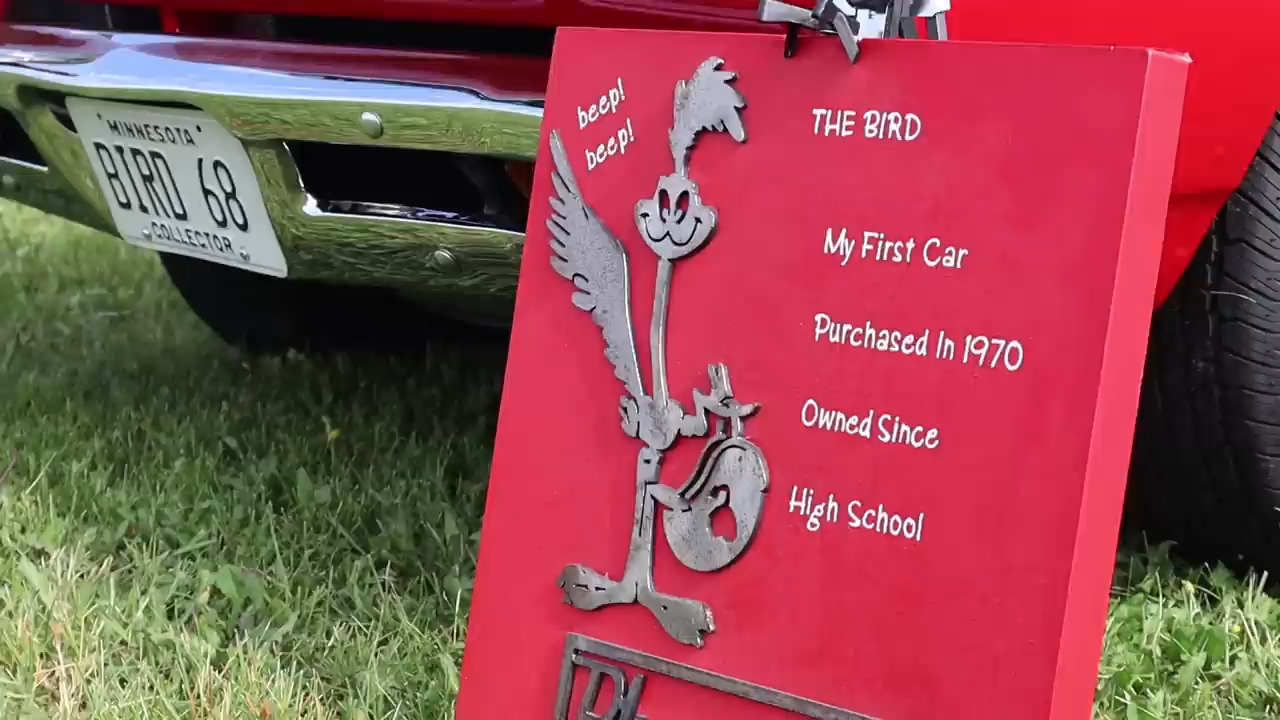 MINNESOTA
BIRD 68
COLLECTOR
beep!
beep!
THE BIRD
My First Car
Purchased In 1970
Owned Since
High School